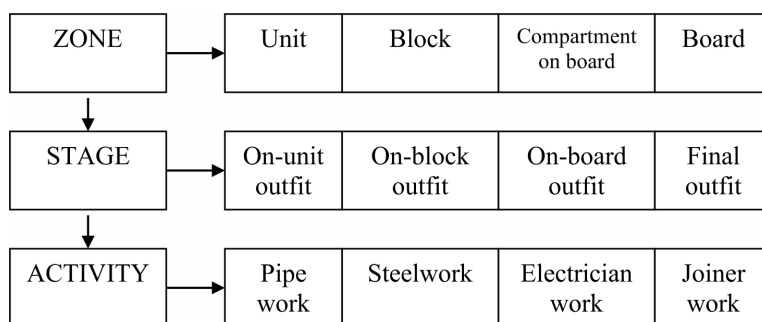 ZONE
Unit
Block
Compartment
on board
Board
STAGE
On-unit
outfit
On-block
outfit
On-board
outfit
Final
outfit
ACTIVITY
Pipe
work
Steelwork
Electrician
work
Joiner
work